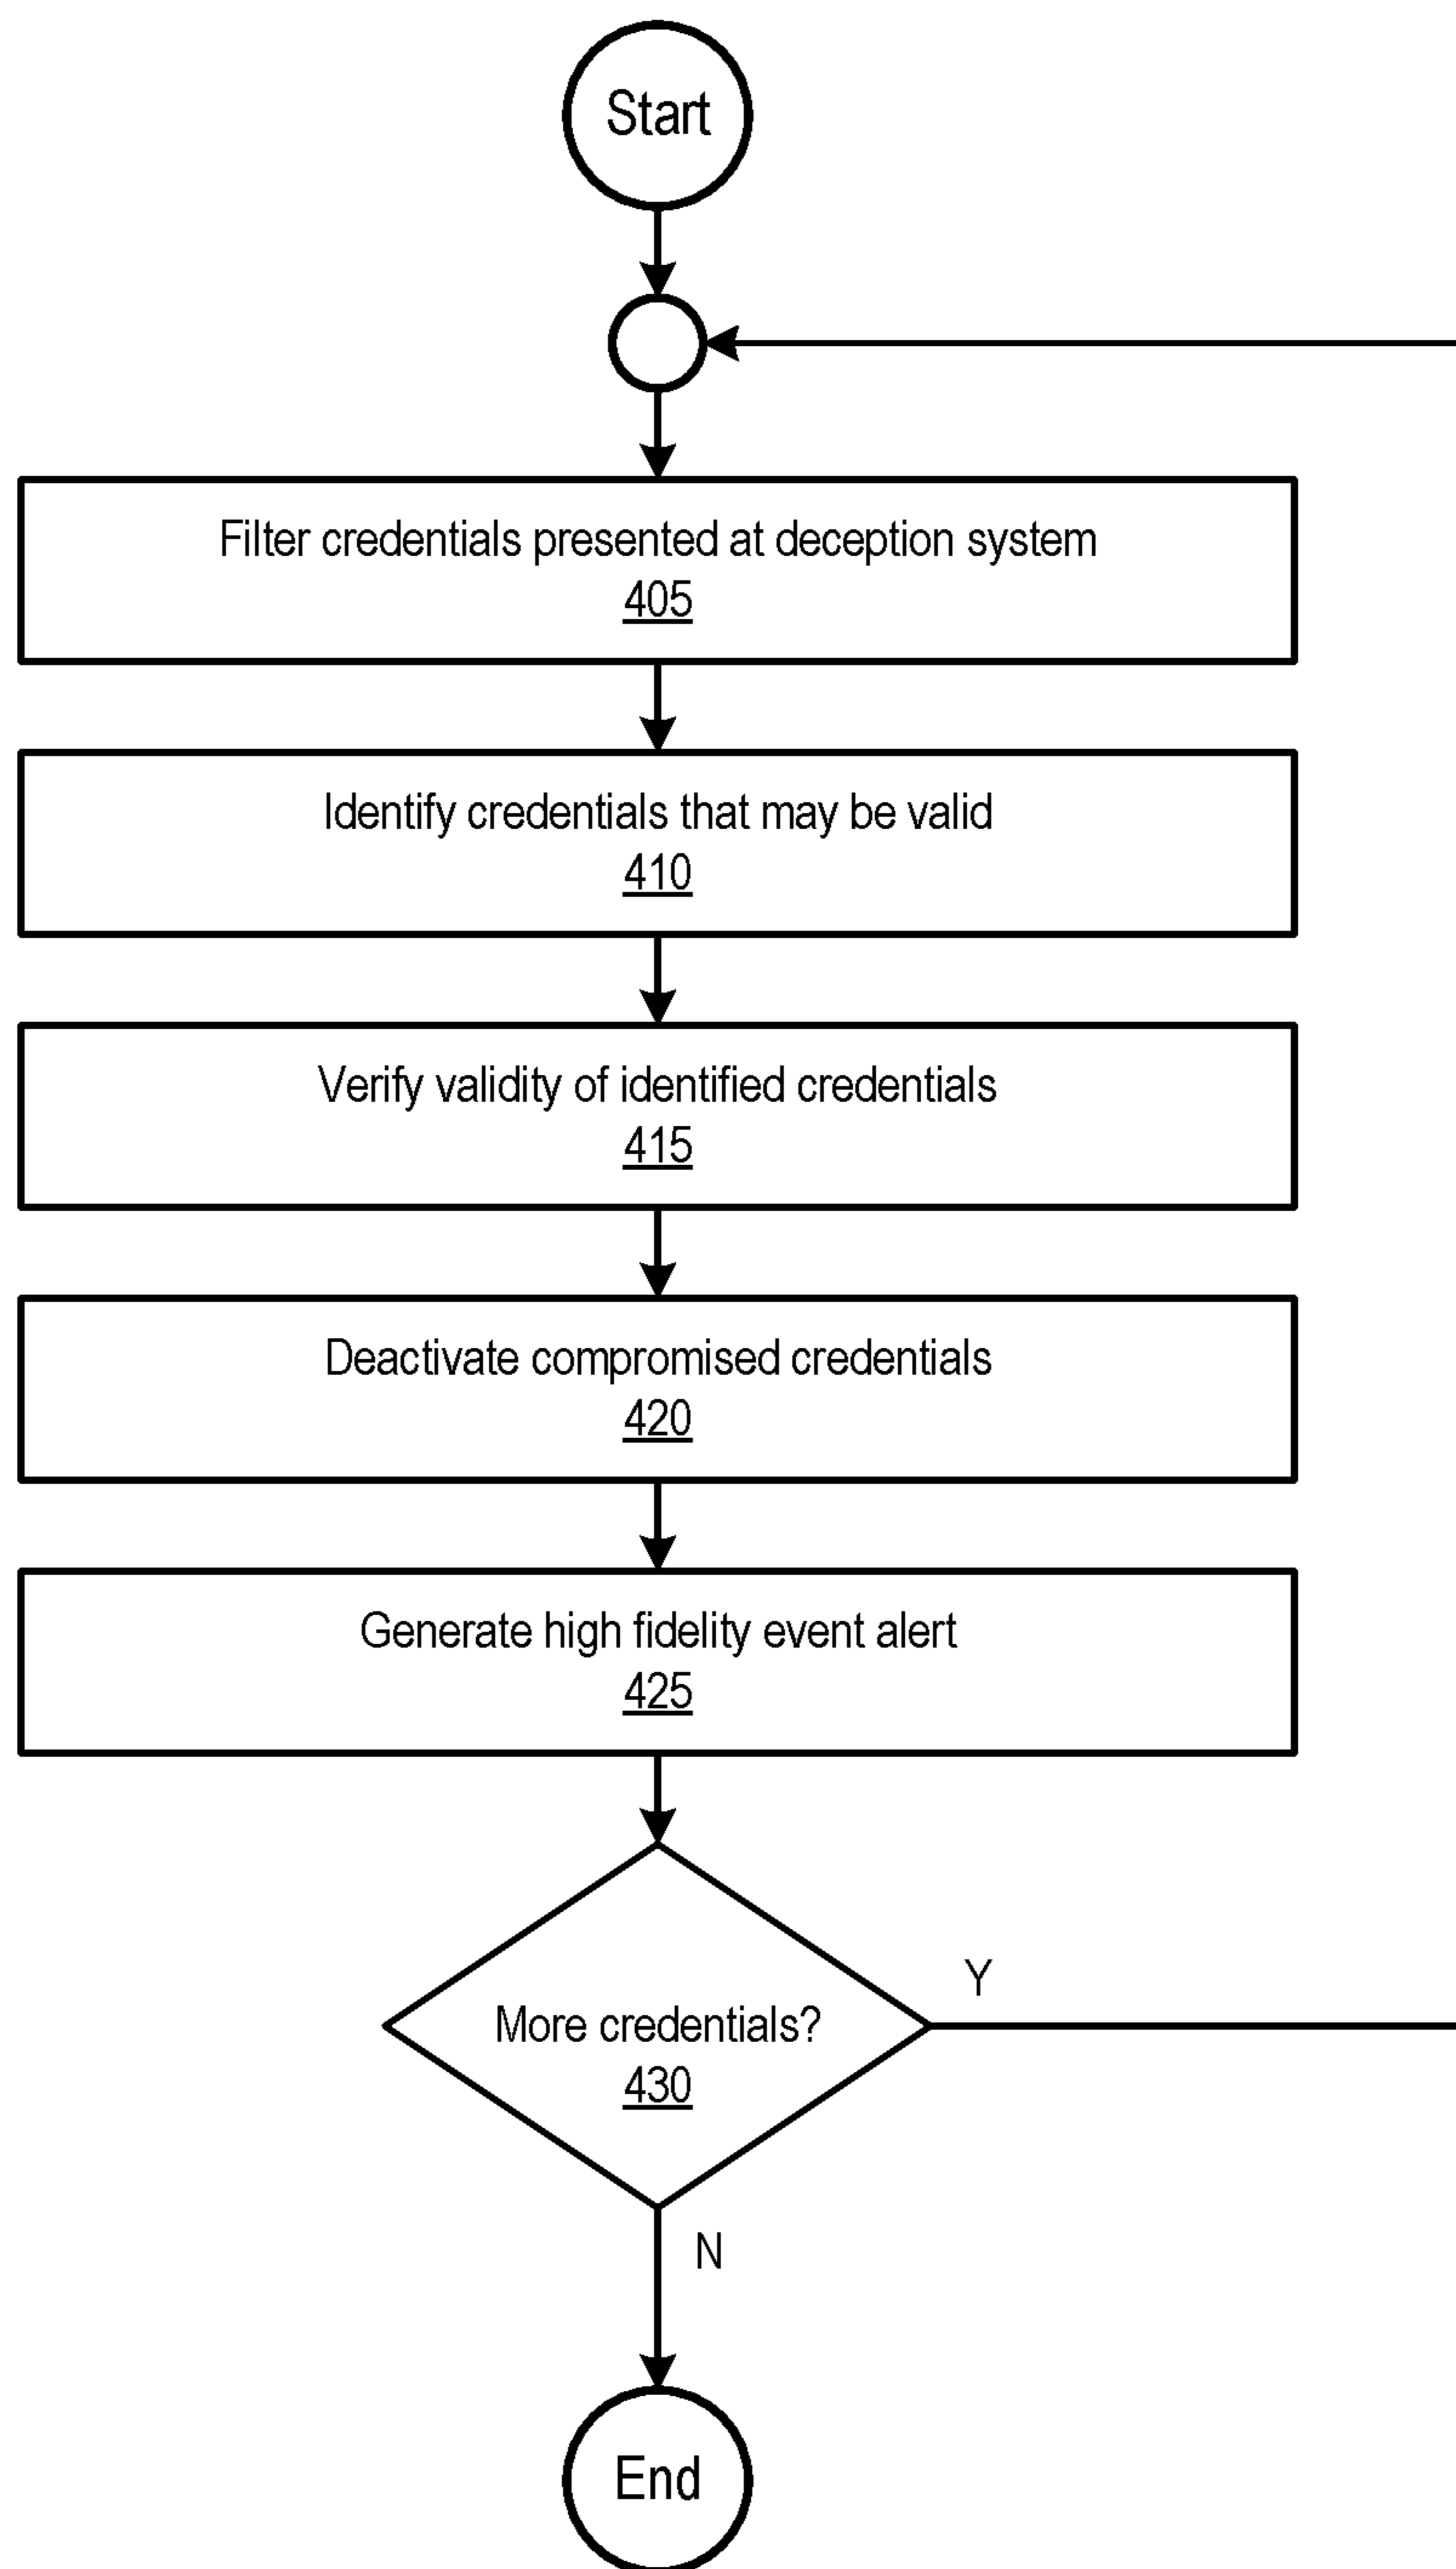 Start
Filter credentials presented at deception system
405
Identify credentials that may be valid
410
Verify validity of identified credentials
415
Deactivate compromised credentials
420
Generate high fidelity event alert
425
More credentials?
430
Y
N
End